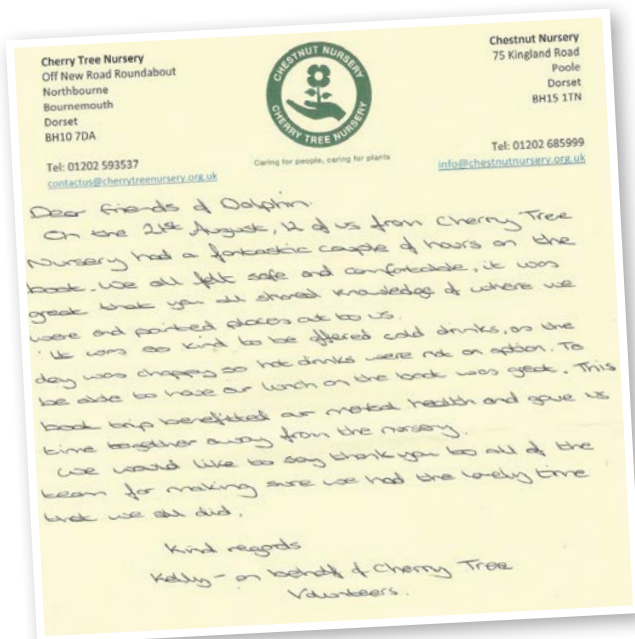 Cherry Tree Nursery
Off New Road Roundabout
Northbourne
Bournemouth
Dorset
BH10 7DA
Tel: 01202 593537
contactus@cherrytreenursery.org.uk
CHESTNUT NURSERY
CHERRY TREE NURSERY
Caring for people, caring for plants
Chestnut Nursery
75 Kingland Road
Poole
Dorset
BH15 1TN
Tel: 01202 685999
info@chestnutnursery.org.uk
Dear friends of Dolphin.
On the 21st August, 12 of us from Cherry Tree
Nursery had a fantastic couple of hours on the
boat. We all felt safe and comfortable, it was
great that you all shared knowledge of where we
were and pointed places out to us.
It was so kind to be offered cold drinks, as the
day was choppy so hot drinks were not an option. To
be able to have our lunch on the boat was great. This
boat trip benefitted our mental health and gave us
time together away from the nursery.
We would like to say thank you to all of the
team for making sure we had the lovely time
that we all did.
Kind regards
Kelly - on behalf of Cherry Tree
Volunteers.